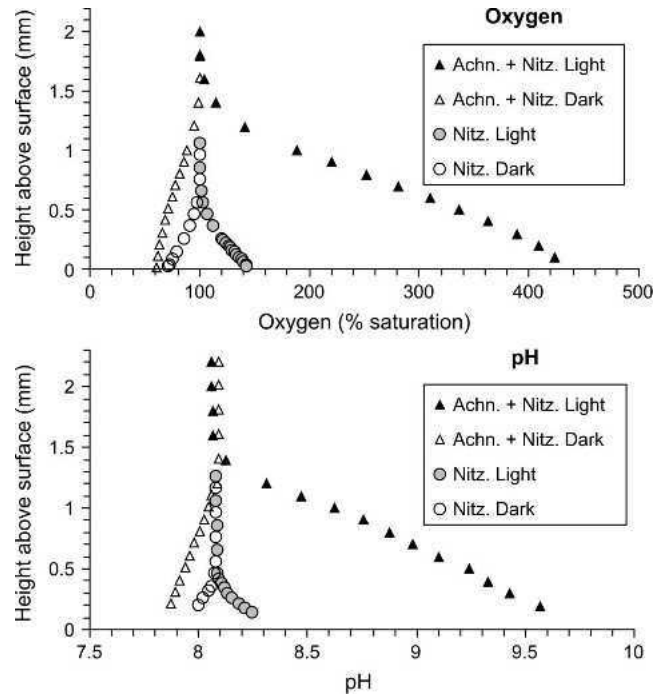 Oxygen
Height above surface (mm)
2
1.5
1
0.5
0
▲ Achn. + Nitz. Light
△ Achn. + Nitz. Dark
Nitz. Light
Nitz. Dark
0 100 200 300 400 500
Oxygen (% saturation)
pH
Height above surface (mm)
2
1.5
1
0.5
0
▲ Achn. + Nitz. Light
△ Achn. + Nitz. Dark
Nitz. Light
Nitz. Dark
7.5 8 8.5 9 9.5 10
pH